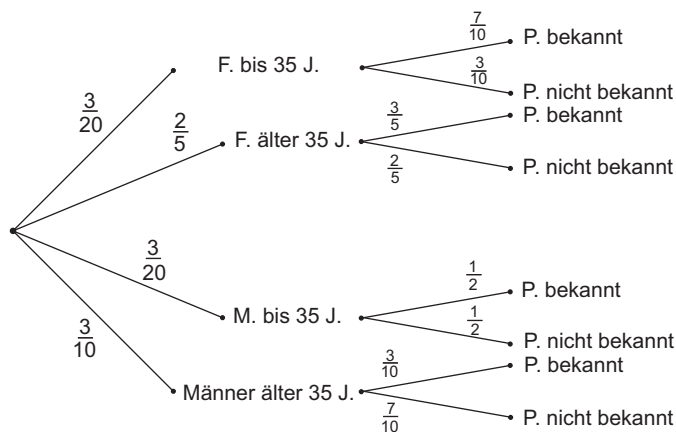 7/10
P. bekannt
F. bis 35 J.
3/10
P. nicht bekannt
3/20
2/5
3/5
P. bekannt
F. älter 35 J.
2/5
P. nicht bekannt
3/20
1/2
P. bekannt
M. bis 35 J.
1/2
P. nicht bekannt
3/10
3/10
P. bekannt
Männer älter 35 J.
7/10
P. nicht bekannt